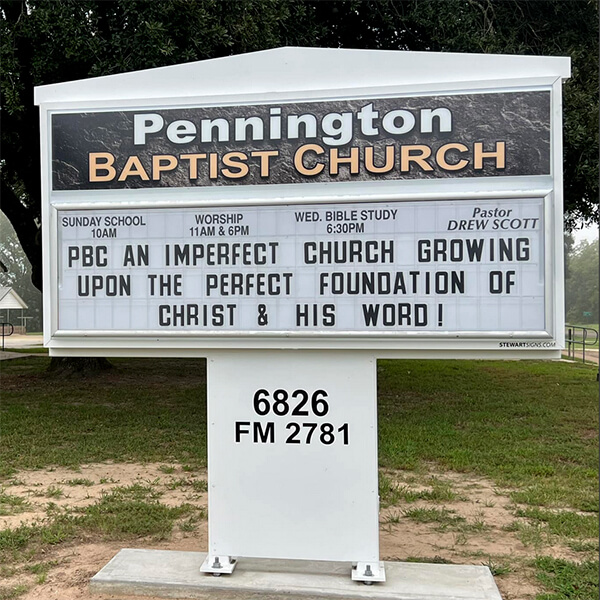 Pennington
BAPTIST CHURCH
SUNDAY SCHOOL WORSHIP WED. BIBLE STUDY Pastor
10AM 11AM & 6PM 6:30PM DREW SCOTT
PBC AN IMPERFECT CHURCH GROWING
UPON THE PERFECT FOUNDATION OF
CHRIST & HIS WORD!
STEWARTSIGNS.COM
6826
FM 2781